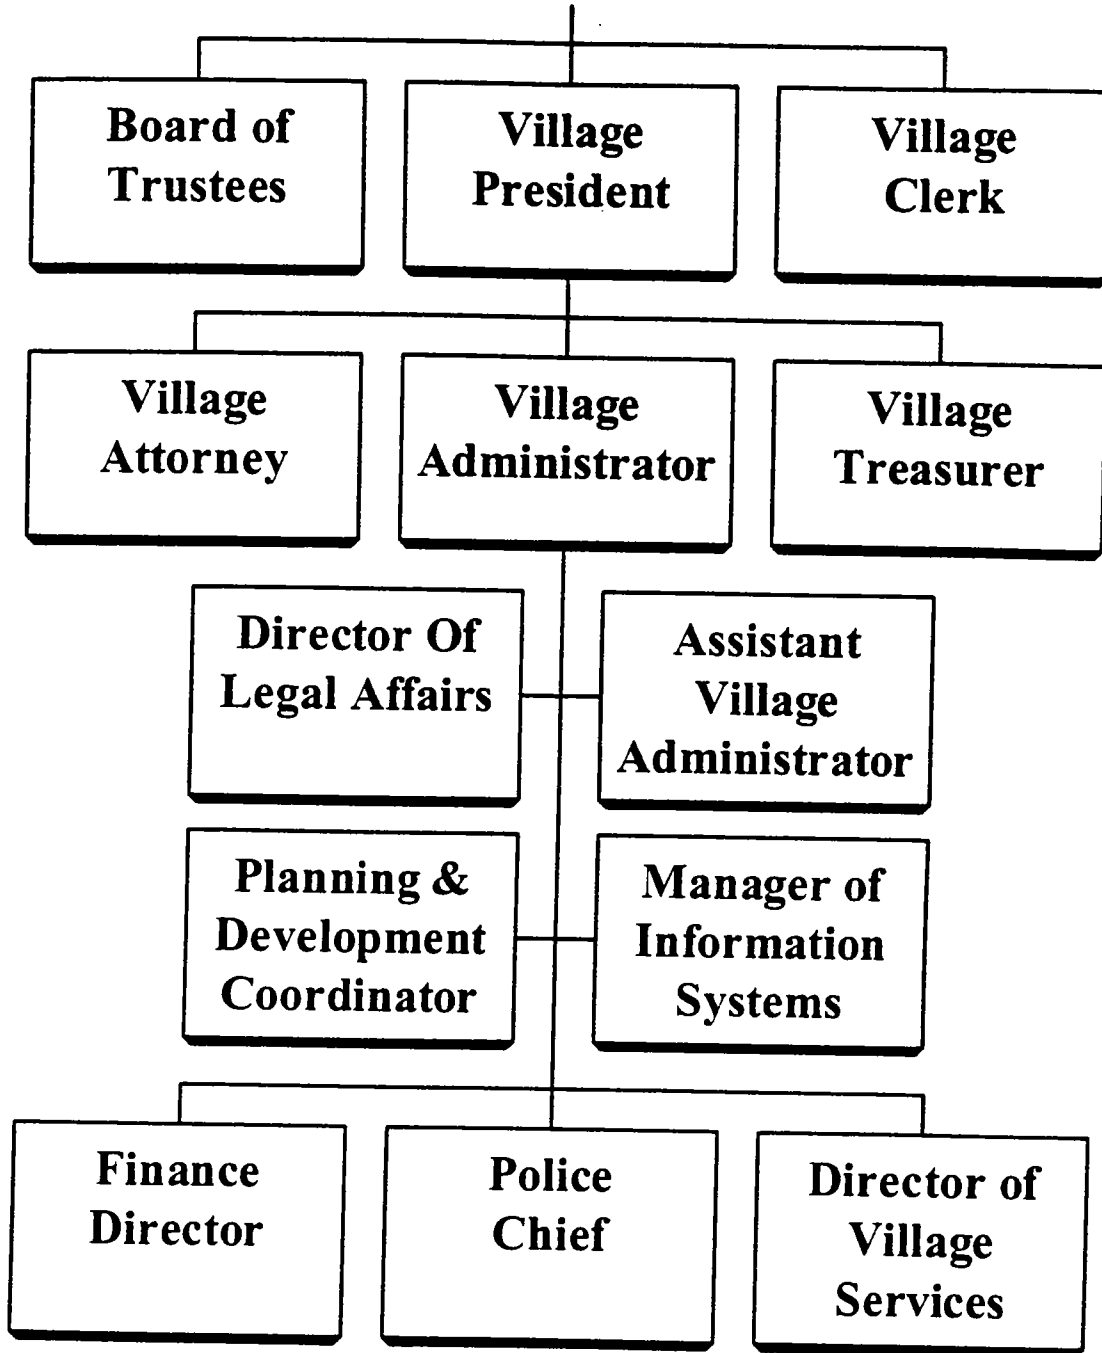 Board of
Trustees
Village
President
Village
Clerk
Village
Attorney
Village
Administrator
Village
Treasurer
Director Of
Legal Affairs
Assistant
Village
Administrator
Planning &
Development
Coordinator
Manager of
Information
Systems
Finance
Director
Police
Chief
Director of
Village
Services